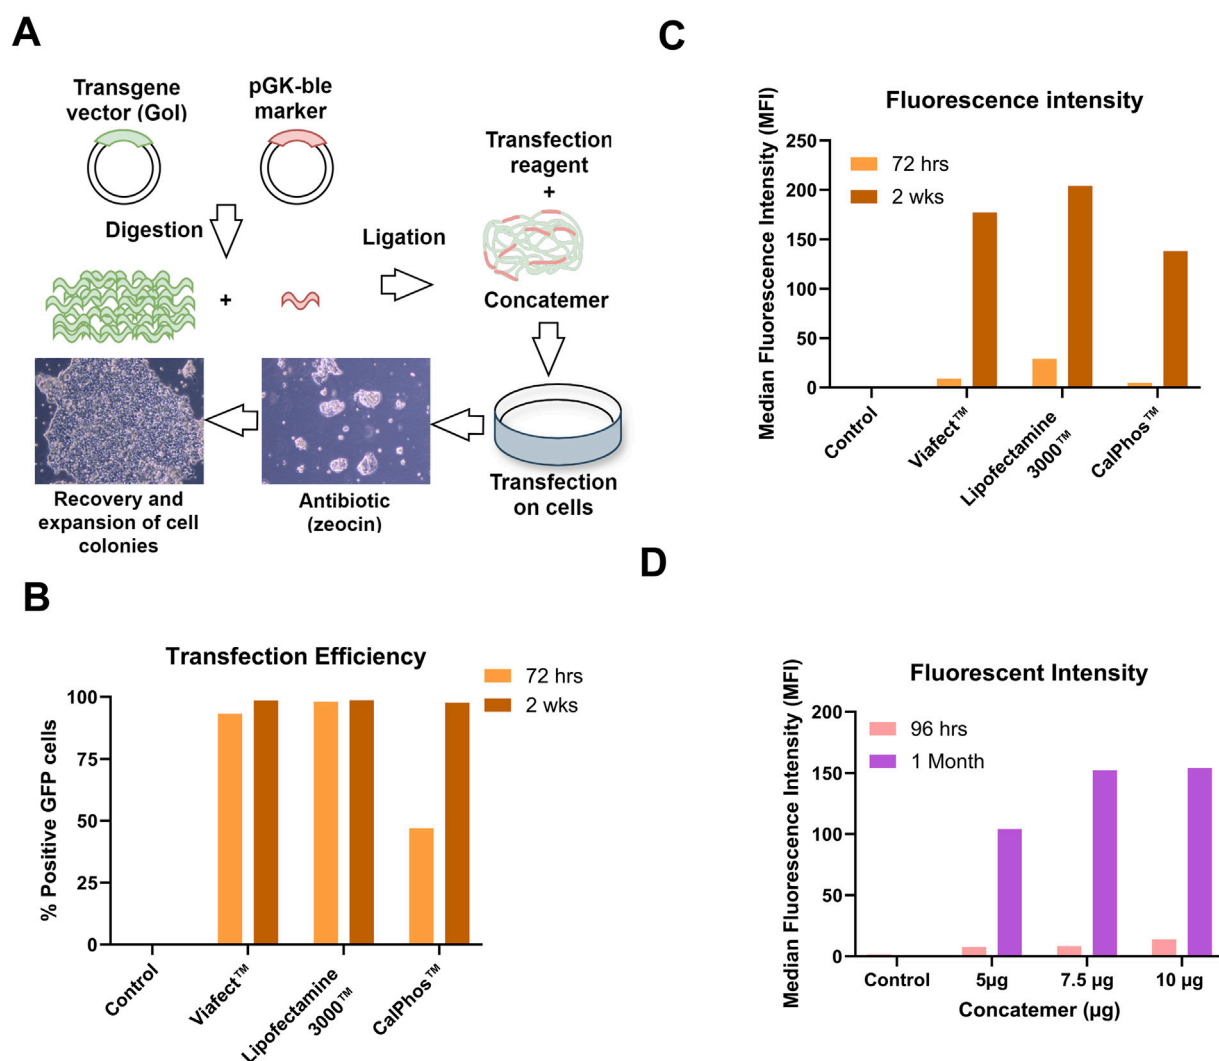 A
Transgene
vector (GoI)
pGK-ble
marker
Digestion
+
Ligation
Transfection
reagent
+
Concatemer
Transfection
on cells
Antibiotic
(zeocin)
Recovery and
expansion of cell
colonies
B
Transfection Efficiency
72 hrs
2 wks
% Positive GFP cells
100
75
50
25
0
Control
Viafect™
Lipofectamine
3000™
CalPhos™
C
Fluorescence intensity
72 hrs
2 wks
Median Fluorescence Intensity (MFI)
250
200
150
100
50
0
Control
Viafect™
Lipofectamine
3000™
CalPhos™
D
Fluorescent Intensity
96 hrs
1 Month
Median Fluorescence Intensity (MFI)
200
150
100
50
0
Control
5µg
7.5 µg
10 µg
Concatemer (µg)